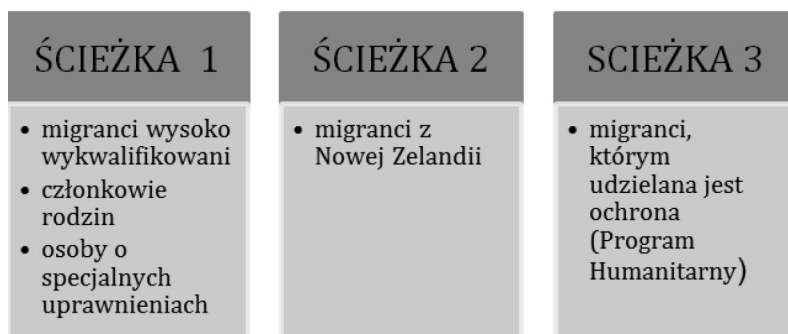 ŚCIEŻKA 1
• migranci wysoko
wykwalifikowani
• członkowie
rodzin
• osoby o
specjalnych
uprawnieniach
ŚCIEŻKA 2
• migranci z
Nowej Zelandii
SCIEŻKA 3
• migranci,
którym
udzielana jest
ochrona
(Program
Humanitarny)